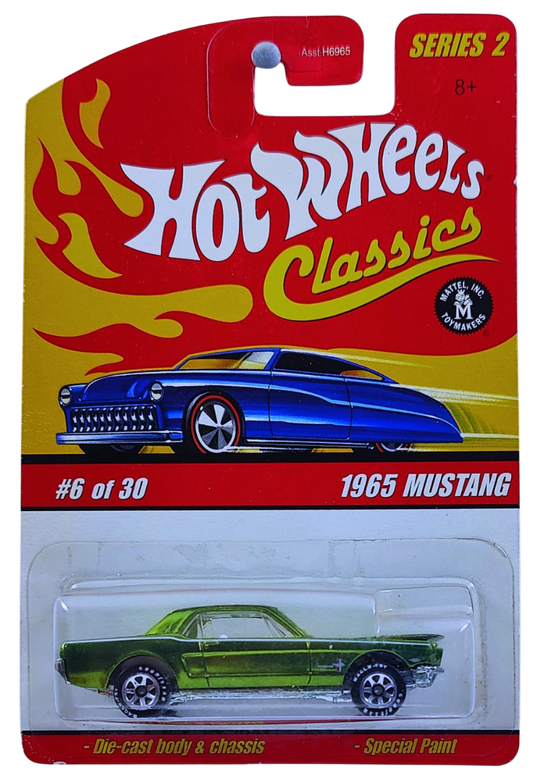 Asst.H6965
SERIES 2
8+
HOT WHEELS
Classics
MATTEL, INC.
M
TOYMAKERS
#6 of 30
1965 MUSTANG
- Die-cast body & chassis
- Special Paint